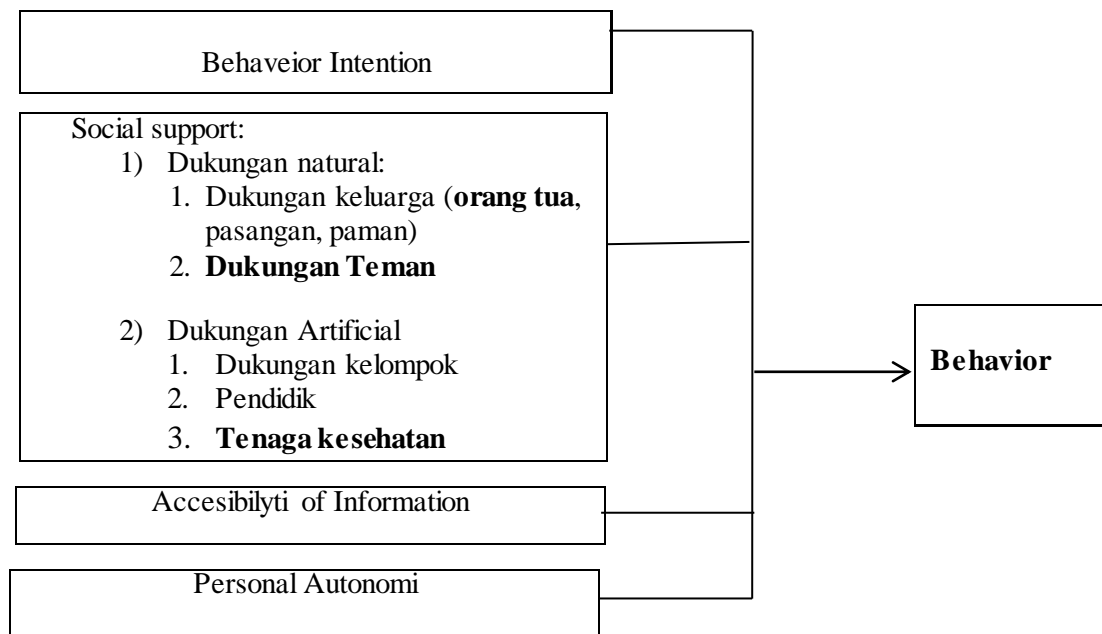 Behaveior Intention
Social support:
1) Dukungan natural:
1. Dukungan keluarga (orang tua,
pasangan, paman)
2. Dukungan Teman
2) Dukungan Artificial
1. Dukungan kelompok
2. Pendidik
3. Tenaga kesehatan
Accesibilyti of Information
Personal Autonomi
Behavior